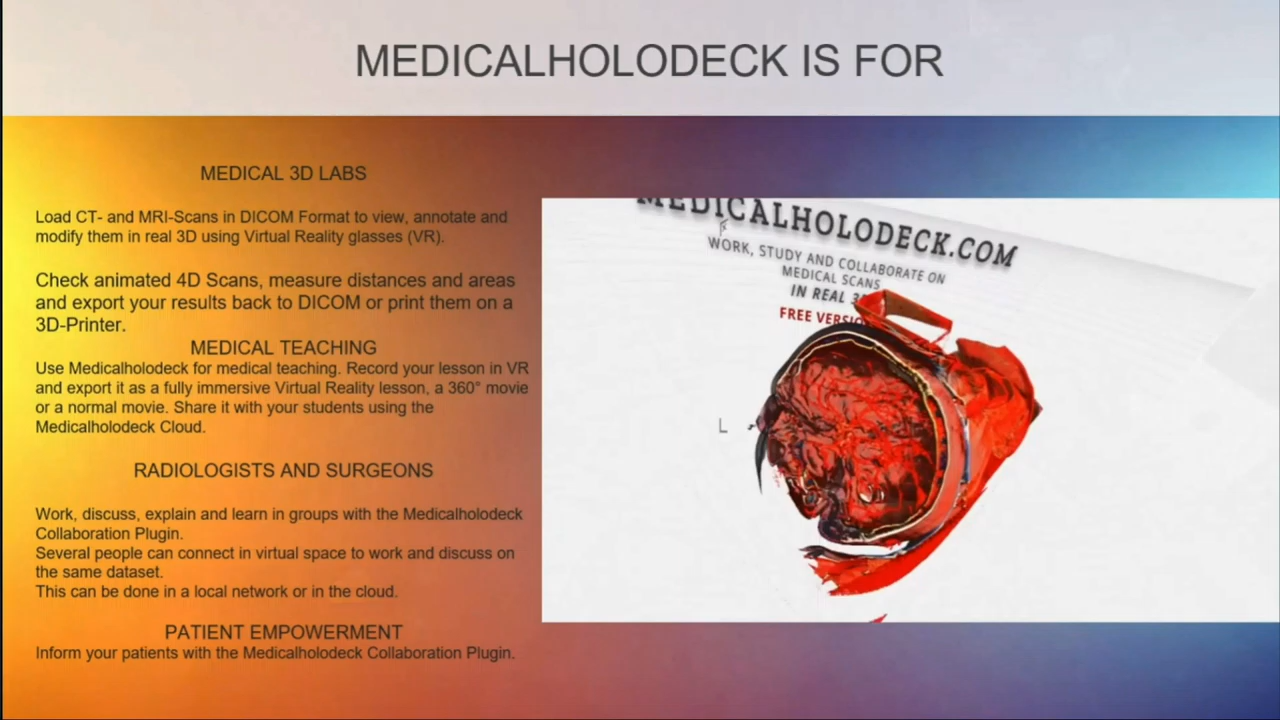 MEDICALHOLODECK IS FOR
MEDICAL 3D LABS
Load CT- and MRI-Scans in DICOM Format to view, annotate and
modify them in real 3D using Virtual Reality glasses (VR).
Check animated 4D Scans, measure distances and areas
and export your results back to DICOM or print them on a
3D-Printer.
MEDICAL TEACHING
Use Medicalholodeck for medical teaching. Record your lesson in VR
and export it as a fully immersive Virtual Reality lesson, a 360° movie
or a normal movie. Share it with your students using the
Medicalholodeck Cloud.
RADIOLOGISTS AND SURGEONS
Work, discuss, explain and learn in groups with the Medicalholodeck
Collaboration Plugin.
Several people can connect in virtual space to work and discuss on
the same dataset.
This can be done in a local network or in the cloud.
PATIENT EMPOWERMENT
Inform your patients with the Medicalholodeck Collaboration Plugin.
MEDICALHOLODECK.COM
WORK, STUDY AND COLLABORATE ON
MEDICAL SCANS
IN REAL 3
FREE VERSIO
L